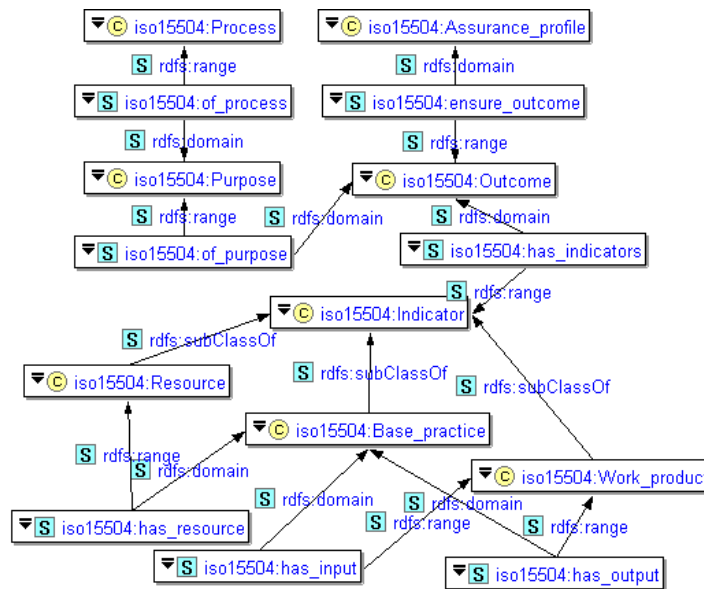 C iso15504:Process
C iso15504:Assurance_profile
S rdfs:range
S rdfs:domain
S iso15504:of_process
S iso15504:ensure_outcome
S rdfs:domain
S rdfs:range
C iso15504:Purpose
C iso15504:Outcome
S rdfs:range
S rdfs:domain
S rdfs:domain
S iso15504:of_purpose
S iso15504:has_indicators
S rdfs:range
C iso15504:Indicator
S rdfs:subClassOf
S rdfs:subClassOf
S rdfs:subClassOf
C iso15504:Resource
C iso15504:Base_practice
S rdfs:range
S rdfs:domain
C iso15504:Work_product
S rdfs:domain
S rdfs:domain
S rdfs:range
S rdfs:range
S iso15504:has_resource
S iso15504:has_input
S iso15504:has_output